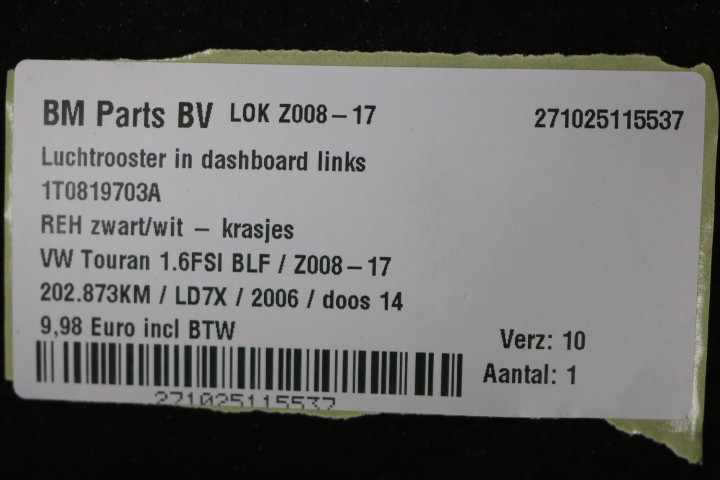 BM Parts BV LOK Z008-17 271025115537
Luchtrooster in dashboard links
1T0819703A
REH zwart/wit - krasjes
VW Touran 1.6FSI BLF / Z008-17
202.873KM / LD7X / 2006 / doos 14
9,98 Euro incl BTW
Verz: 10
Aantal: 1
271025115537